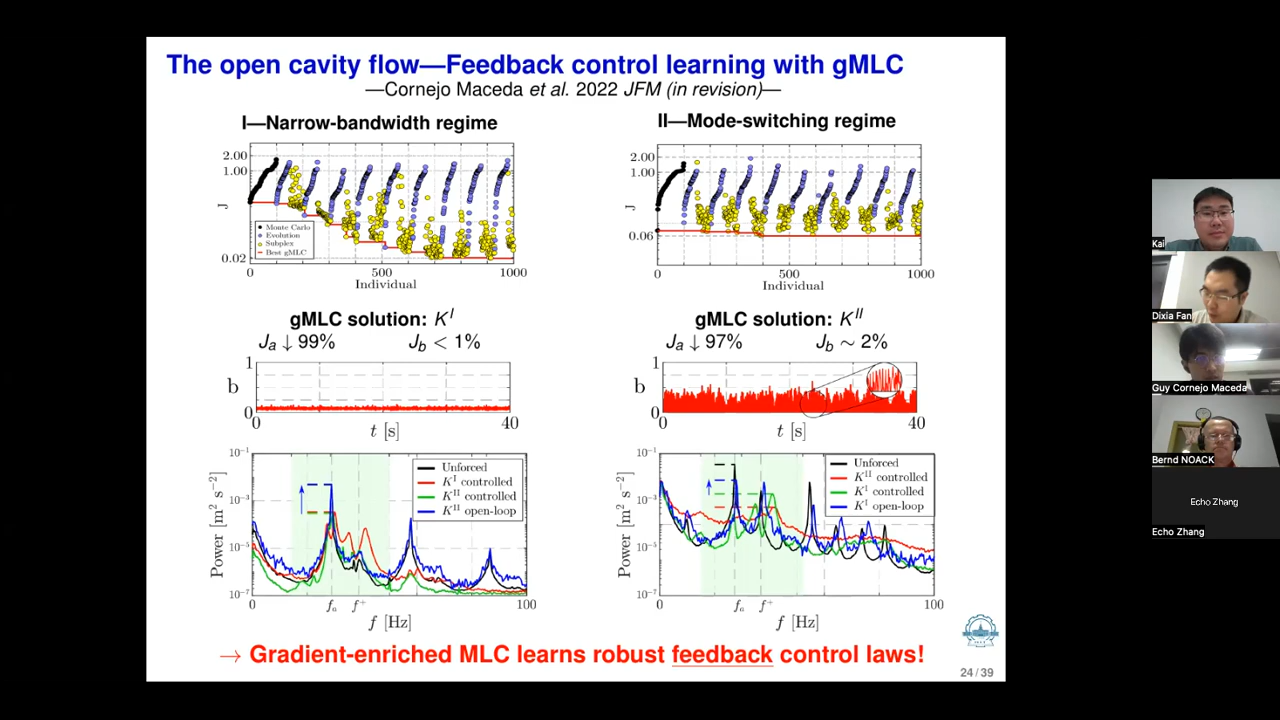 The open cavity flow—Feedback control learning with gMLC
—Cornejo Maceda et al. 2022 JFM (in revision)—
I—Narrow-bandwidth regime
2.00
1.00
J
0.02
Monte Carlo
Evolution
Subplex
Best gMLC
0
500
1000
Individual
gMLC solution: K^I
J_a ↓ 99%
J_b < 1%
1
b
0
0
40
t [s]
10^-1
10^-3
10^-5
10^-7
Power [m² s⁻²]
Unforced
K^I controlled
K^II controlled
K^II open-loop
0
f_a
f^+
100
f [Hz]
II—Mode-switching regime
2.00
1.00
J
0.06
0
500
1000
Individual
gMLC solution: K^II
J_a ↓ 97%
J_b ∼ 2%
1
b
0
0
40
t [s]
10^-1
10^-3
10^-5
10^-7
Power [m² s⁻²]
Unforced
K^II controlled
K^I controlled
K^I open-loop
0
f_a
f^+
100
f [Hz]
→ Gradient-enriched MLC learns robust feedback control laws!
24 / 39
Kai
Dixia Fan
Guy Cornejo Maceda
Bernd NOACK
Echo Zhang
Echo Zhang